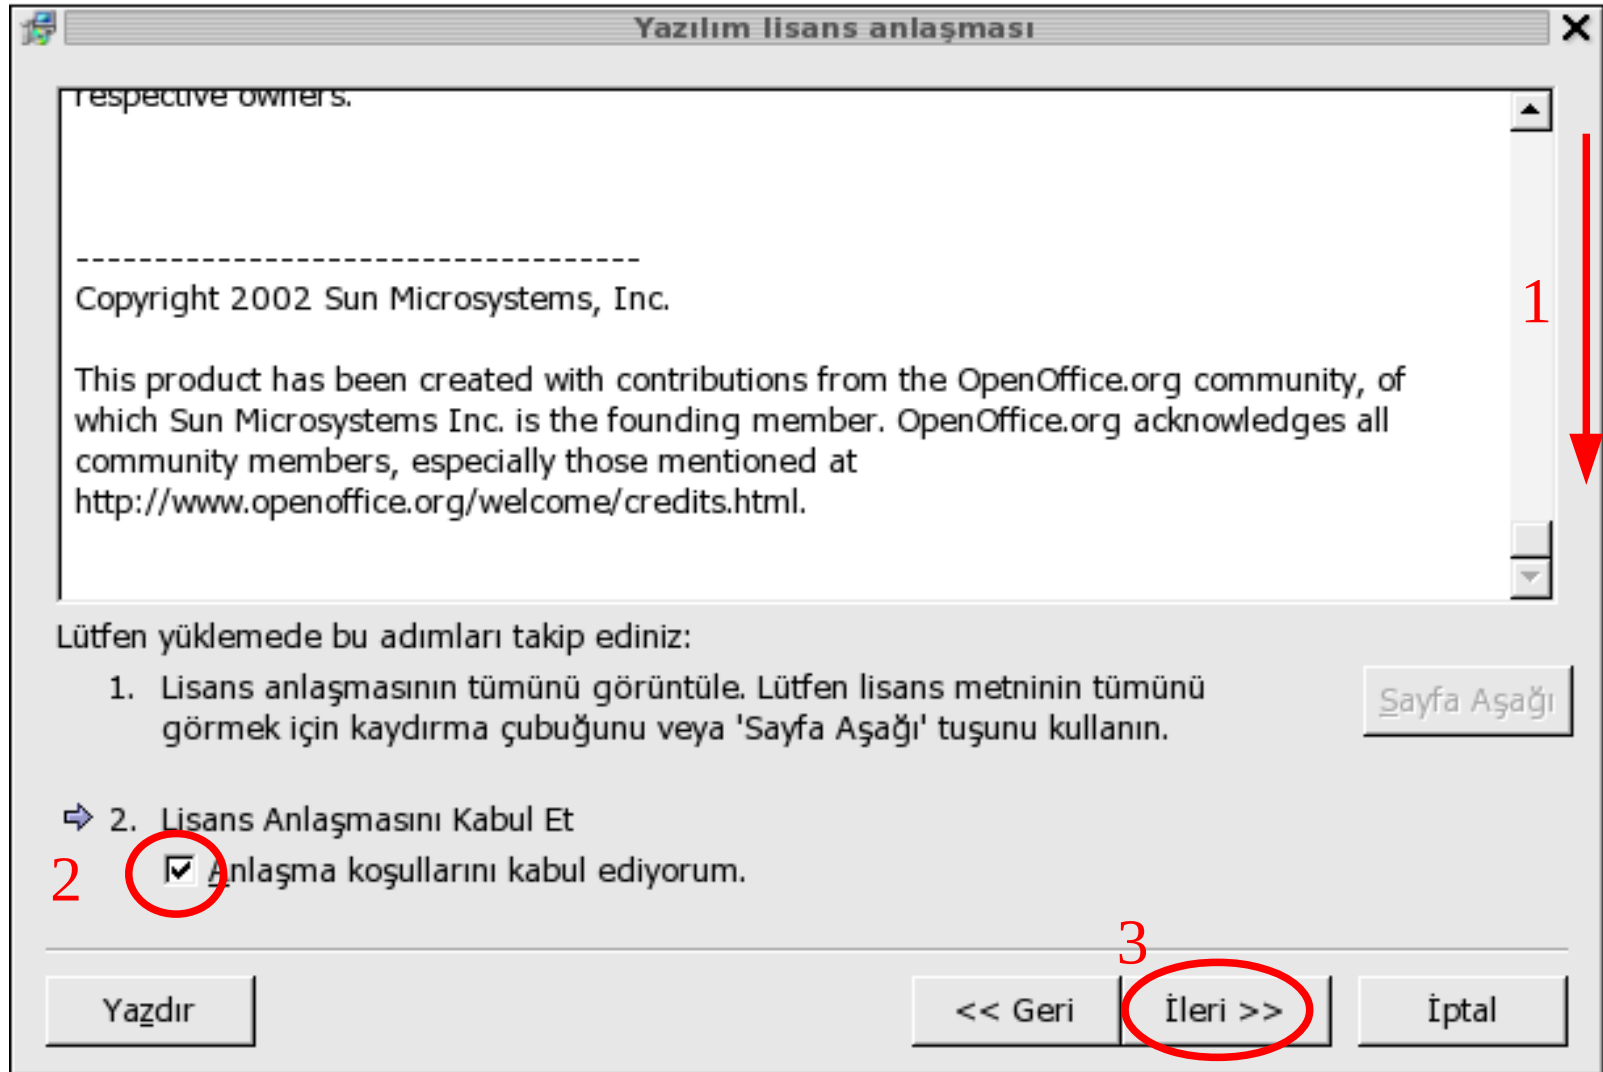 Yazılım lisans anlaşması
respective owners.
------------------------------------
Copyright 2002 Sun Microsystems, Inc.
1
This product has been created with contributions from the OpenOffice.org community, of
which Sun Microsystems Inc. is the founding member. OpenOffice.org acknowledges all
community members, especially those mentioned at
http://www.openoffice.org/welcome/credits.html.
Lütfen yüklemede bu adımları takip ediniz:
1. Lisans anlaşmasının tümünü görüntüle. Lütfen lisans metninin tümünü
görmek için kaydırma çubuğunu veya 'Sayfa Aşağı' tuşunu kullanın.
Sayfa Aşağı
2. Lisans Anlaşmasını Kabul Et
2
Anlaşma koşullarını kabul ediyorum.
3
Yazdır
<< Geri
İleri >>
İptal